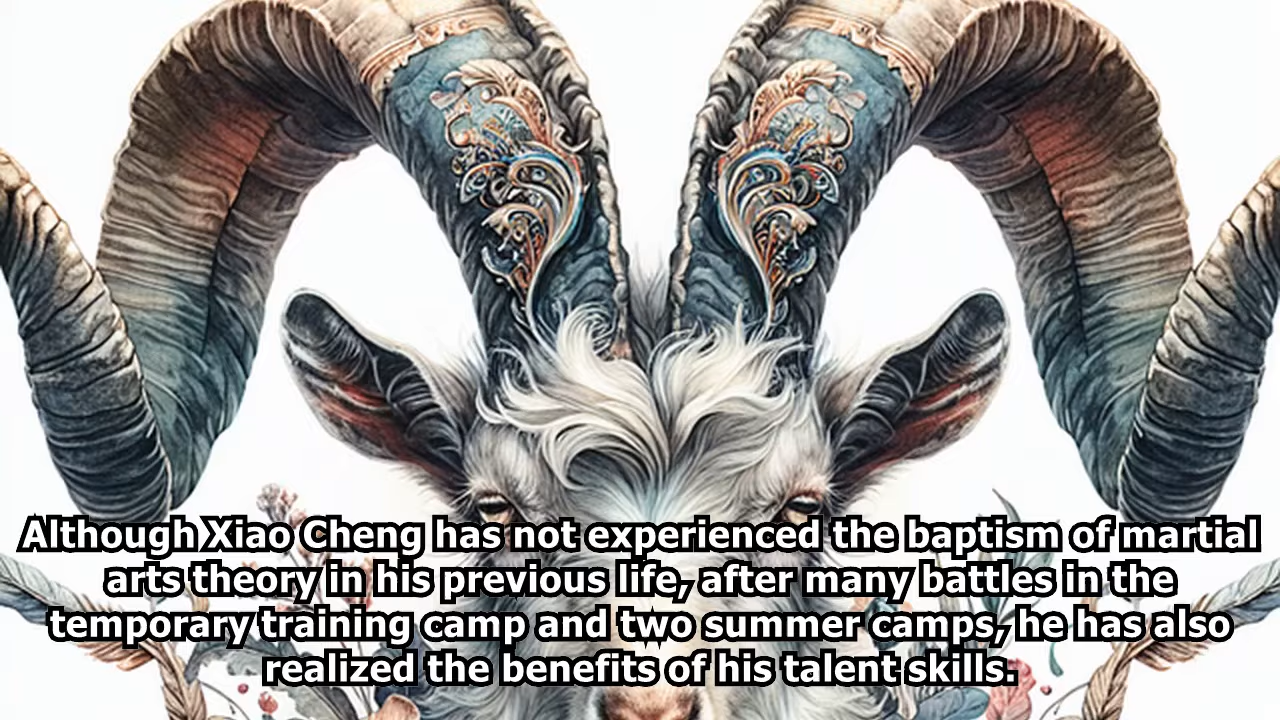 Although Xiao Cheng has not experienced the baptism of martial
arts theory in his previous life, after many battles in the
temporary training camp and two summer camps, he has also
realized the benefits of his talent skills.